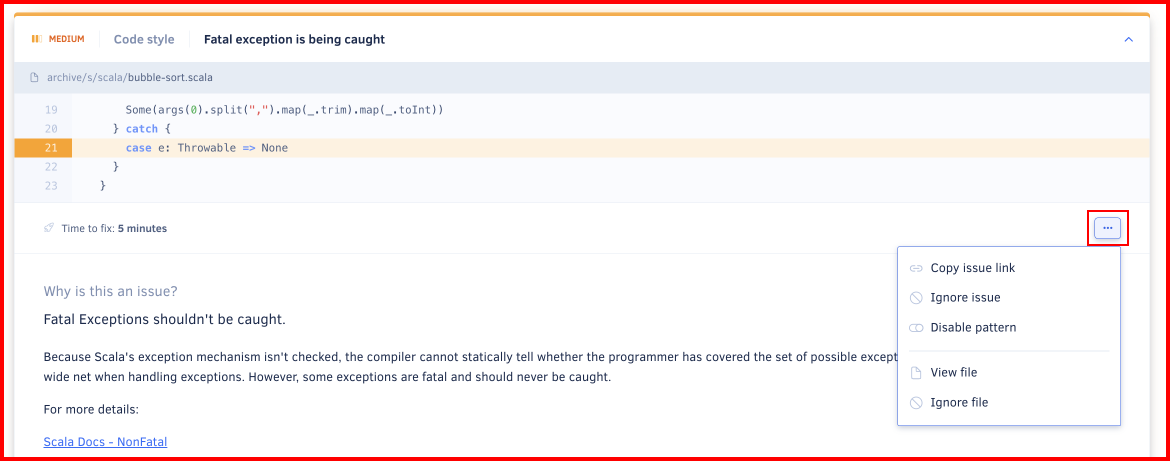 MEDIUM Code style Fatal exception is being caught
archive/s/scala/bubble-sort.scala
19 Some(args(0).split(",").map(_.trim).map(_.toInt))
20 } catch {
21 case e: Throwable => None
22 }
23 }
Time to fix: 5 minutes
Copy issue link
Ignore issue
Disable pattern
View file
Ignore file
Why is this an issue?
Fatal Exceptions shouldn't be caught.
Because Scala's exception mechanism isn't checked, the compiler cannot statically tell whether the programmer has covered the set of possible except
wide net when handling exceptions. However, some exceptions are fatal and should never be caught.
For more details:
Scala Docs - NonFatal